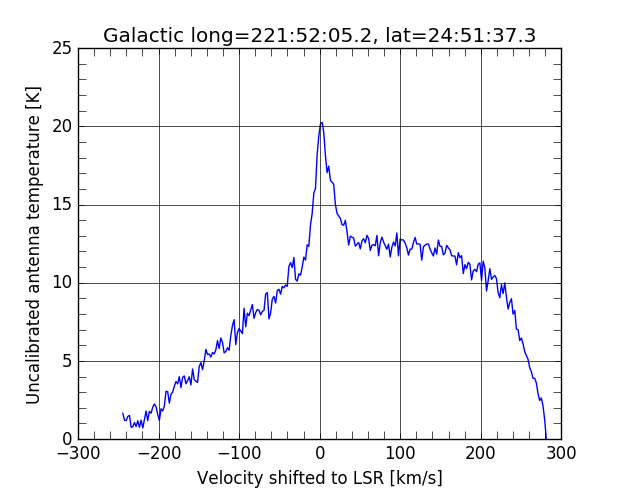 Galactic long=221:52:05.2, lat=24:51:37.3
Uncalibrated antenna temperature [K]
25
20
15
10
5
0
−300 −200 −100 0 100 200 300
Velocity shifted to LSR [km/s]